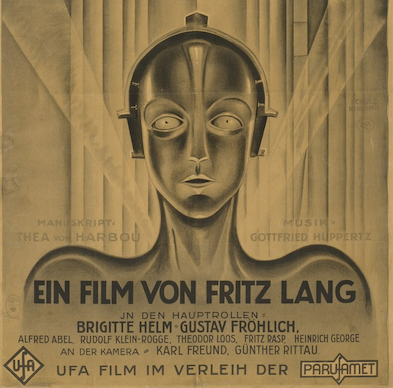 MANUSKRIPT:
THEA von HARBOU
MUSIK:
GOTTFRIED HUPPERTZ
EIN FILM VON FRITZ LANG
JN DEN HAUPTROLLEN:
BRIGITTE HELM · GUSTAV FRÖHLICH,
ALFRED ABEL, RUDOLF KLEIN-ROGGE, THEODOR LOOS, FRITZ RASP, HEINRICH GEORGE
AN DER KAMERA = KARL FREUND, GÜNTHER RITTAU
UFA FILM IM VERLEIH DER PARUFAMET
UfA